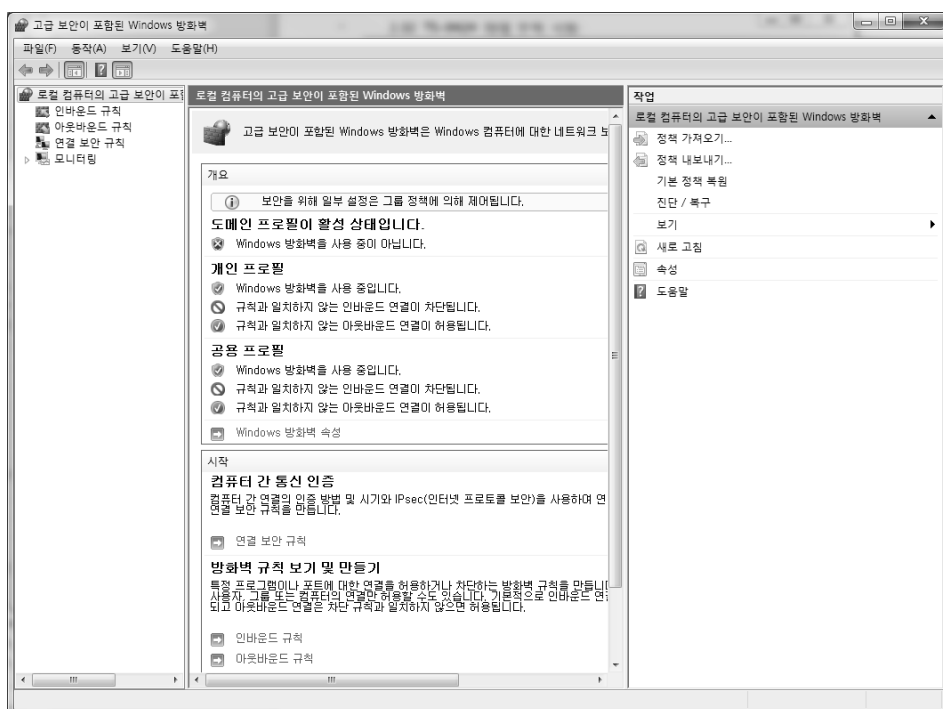 고급 보안이 포함된 Windows 방화벽
파일(F) 동작(A) 보기(V) 도움말(H)
로컬 컴퓨터의 고급 보안이 포
인바운드 규칙
아웃바운드 규칙
연결 보안 규칙
모니터링
로컬 컴퓨터의 고급 보안이 포함된 Windows 방화벽
고급 보안이 포함된 Windows 방화벽은 Windows 컴퓨터에 대한 네트워크 보
개요
보안을 위해 일부 설정은 그룹 정책에 의해 제어됩니다.
도메인 프로필이 활성 상태입니다.
Windows 방화벽을 사용 중이 아닙니다.
개인 프로필
Windows 방화벽을 사용 중입니다.
규칙과 일치하지 않는 인바운드 연결이 차단됩니다.
규칙과 일치하지 않는 아웃바운드 연결이 허용됩니다.
공용 프로필
Windows 방화벽을 사용 중입니다.
규칙과 일치하지 않는 인바운드 연결이 차단됩니다.
규칙과 일치하지 않는 아웃바운드 연결이 허용됩니다.
Windows 방화벽 속성
시작
컴퓨터 간 통신 인증
컴퓨터 간 연결의 인증 방법 및 시기와 IPsec(인터넷 프로토콜 보안)을 사용하여 연
연결 보안 규칙을 만듭니다.
연결 보안 규칙
방화벽 규칙 보기 및 만들기
특정 프로그램이나 포트에 대한 연결을 허용하거나 차단하는 방화벽 규칙을 만듭니
사용자, 그룹 또는 컴퓨터의 연결만 허용할 수도 있습니다. 기본적으로 인바운드 연
되고 아웃바운드 연결은 차단 규칙과 일치하지 않으면 허용됩니다.
인바운드 규칙
아웃바운드 규칙
작업
로컬 컴퓨터의 고급 보안이 포함된 Windows 방화벽
정책 가져오기...
정책 내보내기...
기본 정책 복원
진단 / 복구
보기
새로 고침
속성
도움말